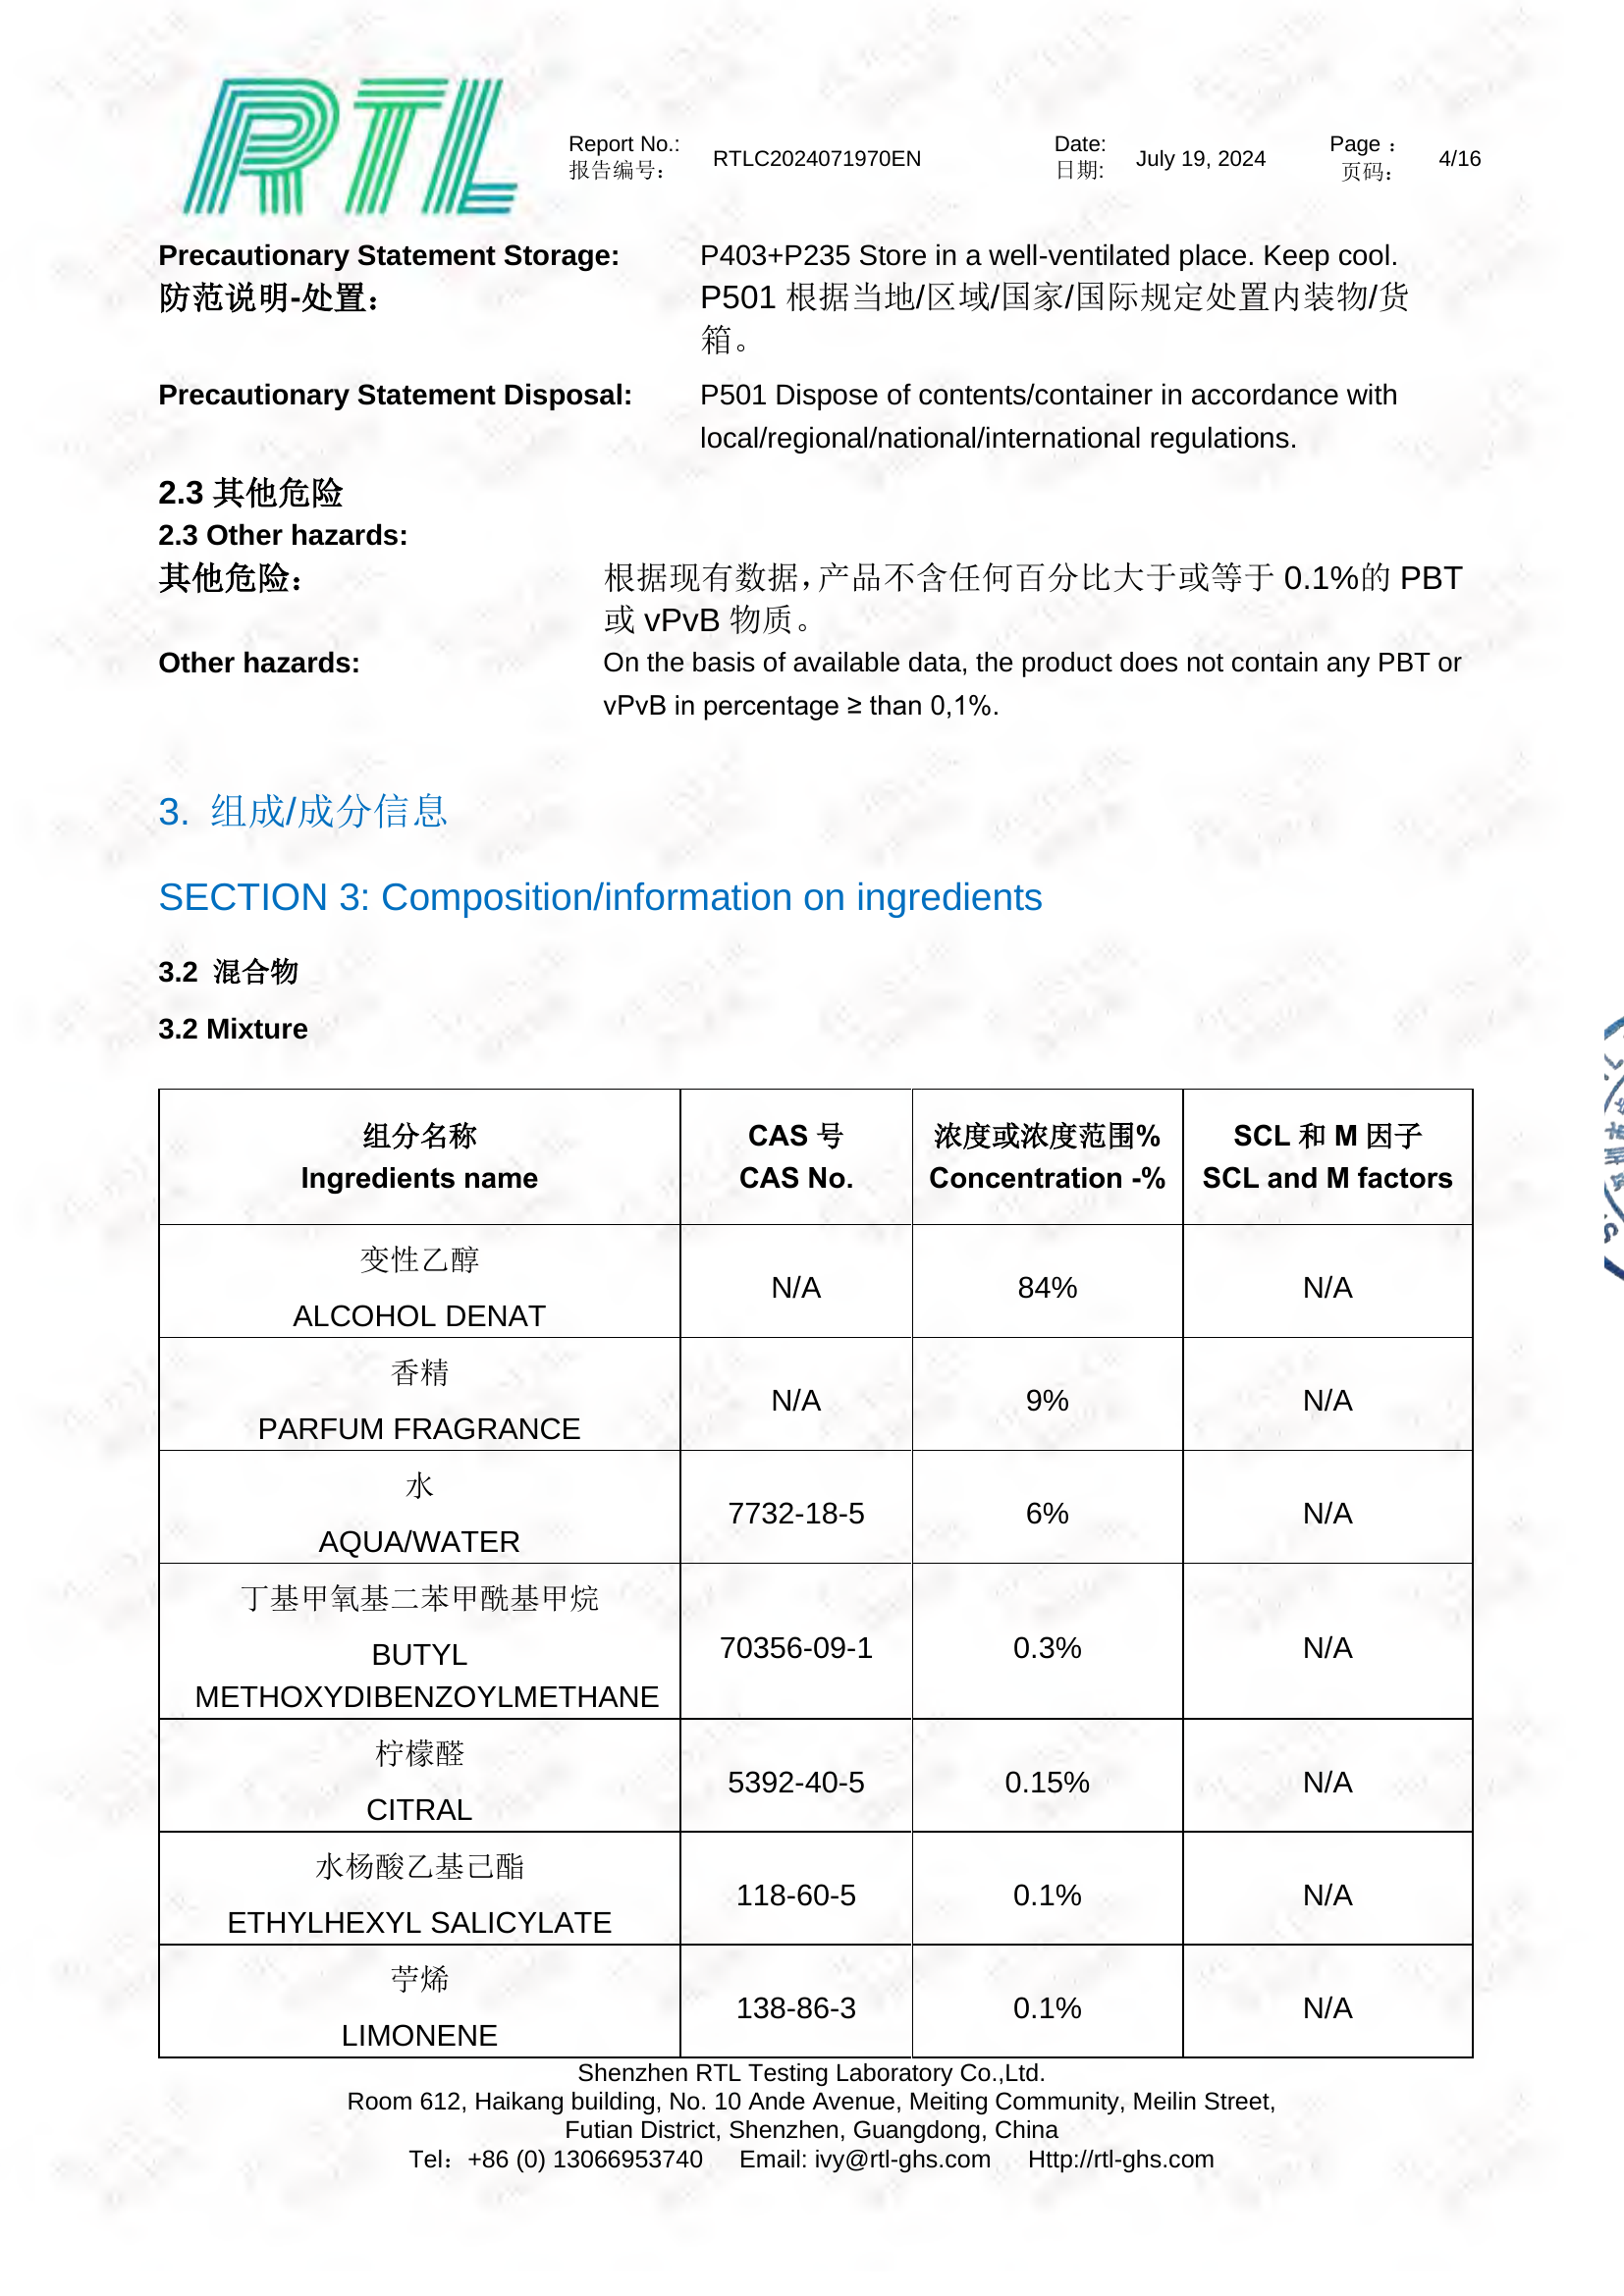 RTL
Report No.:
报告编号：
RTLC2024071970EN
Date:
日期:
July 19, 2024
Page ：
页码：
4/16
Precautionary Statement Storage:
P403+P235 Store in a well-ventilated place. Keep cool.
防范说明-处置：
P501 根据当地/区域/国家/国际规定处置内装物/货
箱。
Precautionary Statement Disposal:
P501 Dispose of contents/container in accordance with
local/regional/national/international regulations.
2.3 其他危险
2.3 Other hazards:
其他危险：
根据现有数据，产品不含任何百分比大于或等于 0.1%的 PBT
或 vPvB 物质。
Other hazards:
On the basis of available data, the product does not contain any PBT or
vPvB in percentage ≥ than 0,1%.
3. 组成/成分信息
SECTION 3: Composition/information on ingredients
3.2 混合物
3.2 Mixture
组分名称
Ingredients name
CAS 号
CAS No.
浓度或浓度范围%
Concentration -%
SCL 和 M 因子
SCL and M factors
变性乙醇
ALCOHOL DENAT
N/A
84%
N/A
香精
PARFUM FRAGRANCE
N/A
9%
N/A
水
AQUA/WATER
7732-18-5
6%
N/A
丁基甲氧基二苯甲酰基甲烷
BUTYL
METHOXYDIBENZOYLMETHANE
70356-09-1
0.3%
N/A
柠檬醛
CITRAL
5392-40-5
0.15%
N/A
水杨酸乙基己酯
ETHYLHEXYL SALICYLATE
118-60-5
0.1%
N/A
苧烯
LIMONENE
138-86-3
0.1%
N/A
Shenzhen RTL Testing Laboratory Co.,Ltd.
Room 612, Haikang building, No. 10 Ande Avenue, Meiting Community, Meilin Street,
Futian District, Shenzhen, Guangdong, China
Tel：+86 (0) 13066953740 Email: ivy@rtl-ghs.com Http://rtl-ghs.com